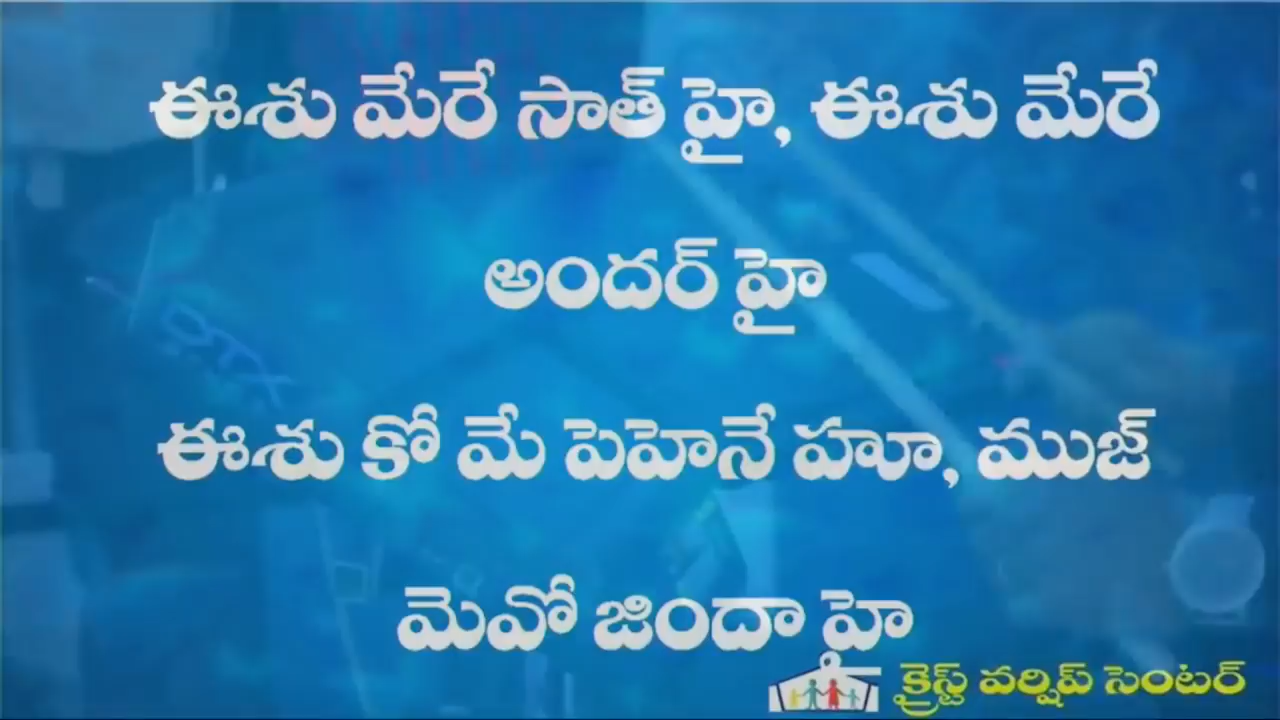 ఈశు మేరే సాత్ హై, ఈశు మేరే
అందర్ హై
ఈశు కో మే పెహెనే హూ, ముజ్
మెవో జిందా హై
క్రైస్ట్ వర్షిప్ సెంటర్